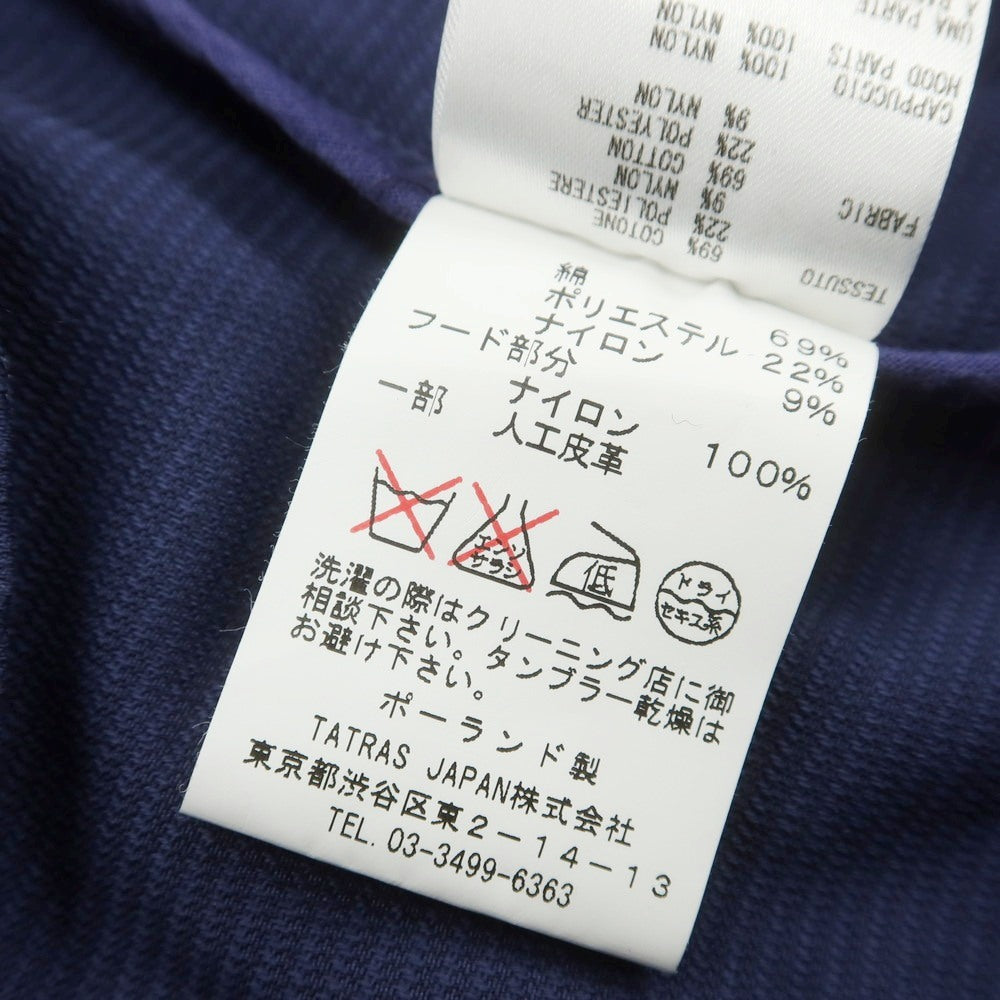 UMA PARTE
A PA
CAPPUCCIO
HOOD PARTS
100% NYLON
100% NYLON
FABRIC
69% COTTON
22% POLYESTER
9% NYLON
TESSUTO
69% COTONE
22% POLIESTERE
9% NYLON
綿 69%
ポリエステル 22%
ナイロン 9%
フード部分
ナイロン 100%
一部 人工皮革
エンソ
サラシ
低
ドライ
セキユ系
洗濯の際はクリーニング店に御
相談下さい。タンブラー乾燥は
お避け下さい。
ポーランド製
TATRAS JAPAN株式会社
東京都渋谷区東2－14－13
TEL. 03-3499-6363